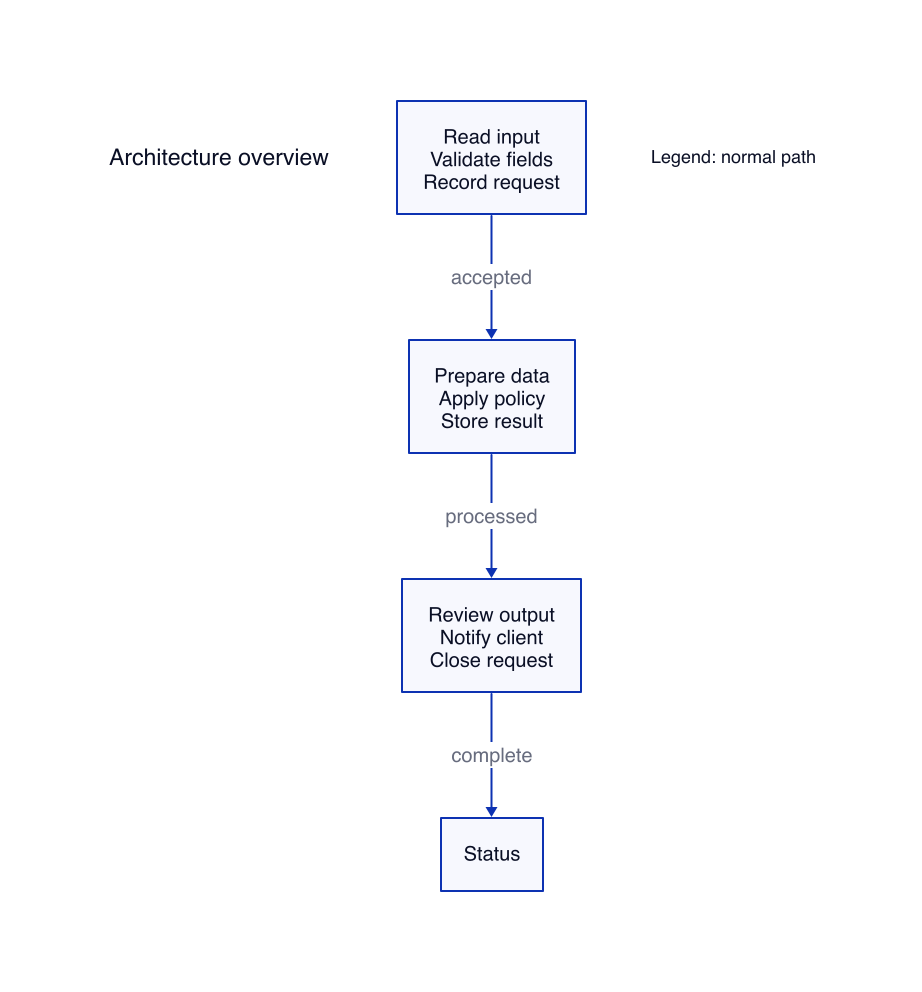 Architecture overview
Read input
Validate fields
Record request
Legend: normal path
accepted
Prepare data
Apply policy
Store result
processed
Review output
Notify client
Close request
complete
Status